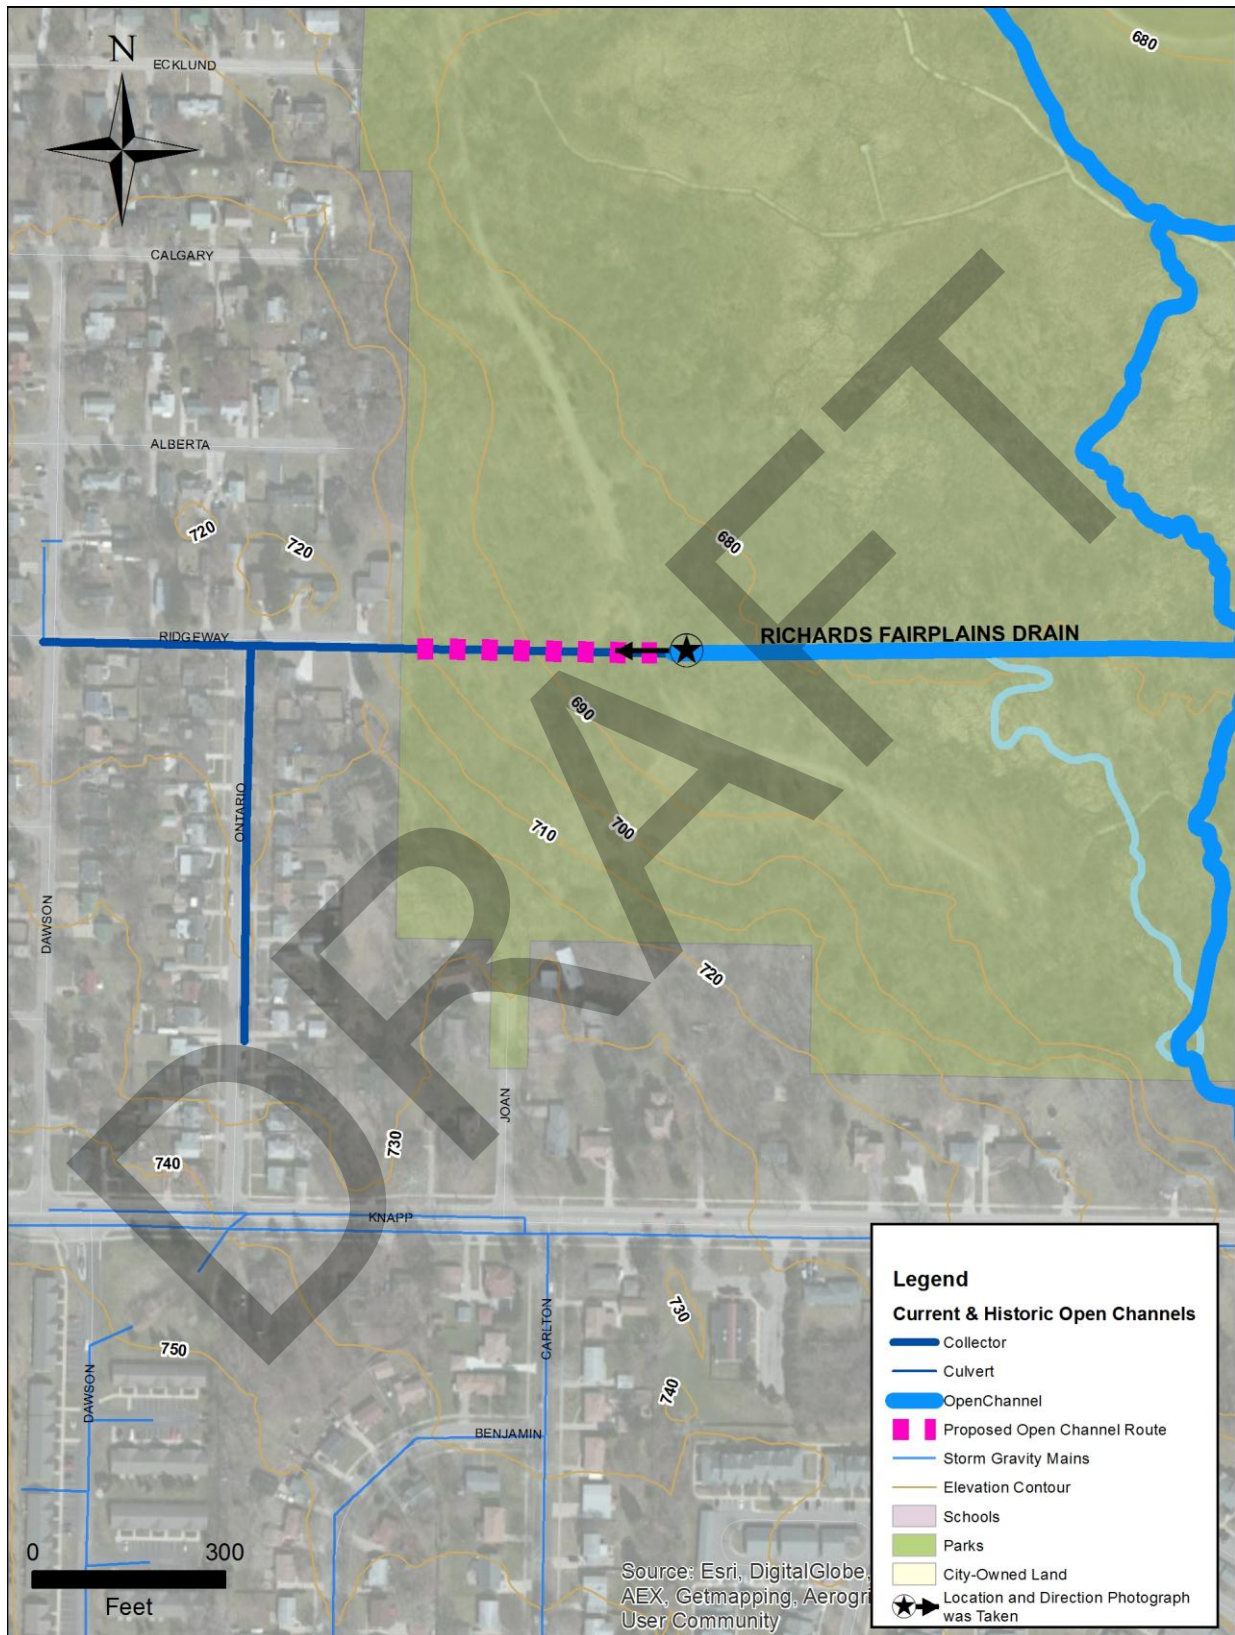 N
ECKLUND
680
CALGARY
ALBERTA
720
720
680
RIDGEWAY
RICHARDS FAIRPLAINS DRAIN
690
ONTARIO
700
710
DAWSON
720
JOAN
730
740
KNAPP
DRAFT
730
CARLTON
750
740
DAWSON
BENJAMIN
0 300
Feet
Source: Esri, DigitalGlobe,
AEX, Getmapping, Aerogri
User Community
Legend
Current & Historic Open Channels
Collector
Culvert
OpenChannel
Proposed Open Channel Route
Storm Gravity Mains
Elevation Contour
Schools
Parks
City-Owned Land
Location and Direction Photograph
was Taken